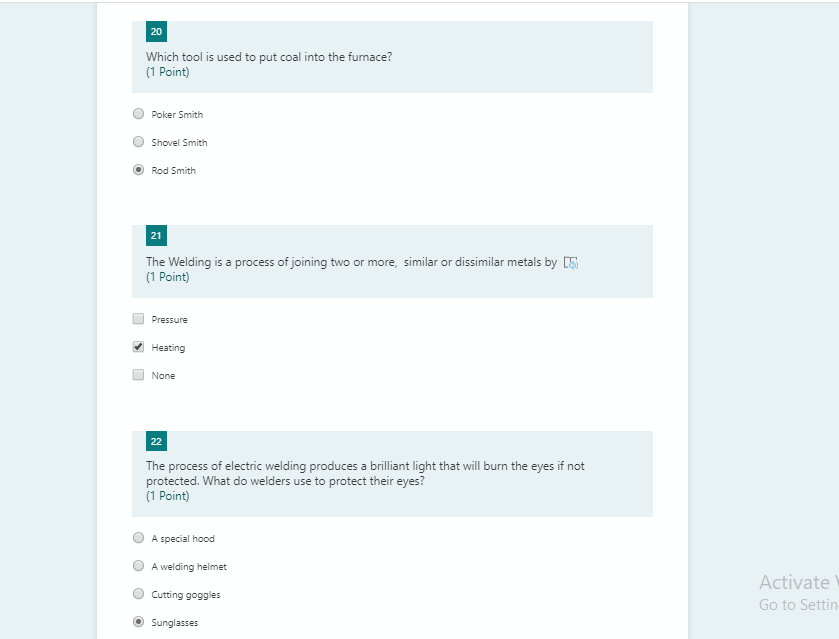 20
Which tool is used to put coal into the furnace?
(1 Point)
Poker Smith
Shovel Smith
Rod Smith
21
The Welding is a process of joining two or more, similar or dissimilar metals by
(1 Point)
Pressure
Heating
None
22
The process of electric welding produces a brilliant light that will burn the eyes if not
protected. What do welders use to protect their eyes?
(1 Point)
A special hood
A welding helmet
Cutting goggles
Sunglasses
Activate
Go to Settin